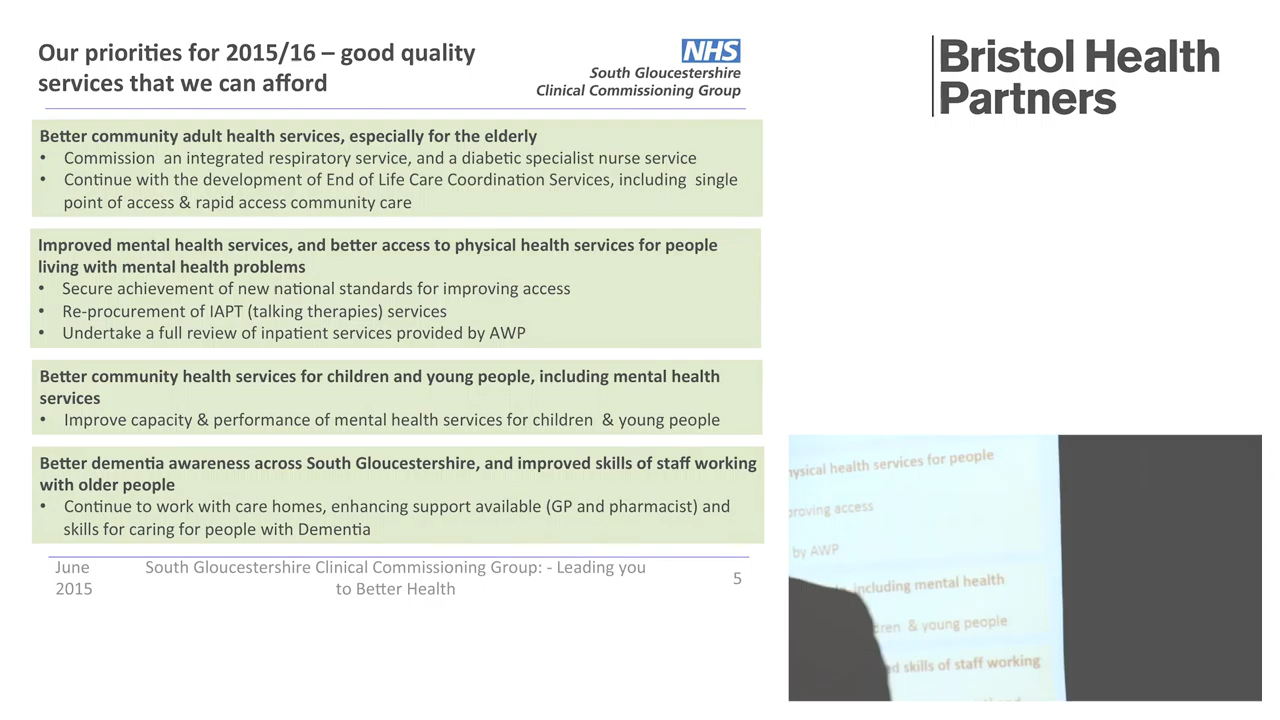 Our priorities for 2015/16 – good quality
services that we can afford
NHS
South Gloucestershire
Clinical Commissioning Group
Bristol Health
Partners
Better community adult health services, especially for the elderly
• Commission an integrated respiratory service, and a diabetic specialist nurse service
• Continue with the development of End of Life Care Coordination Services, including single
point of access & rapid access community care
Improved mental health services, and better access to physical health services for people
living with mental health problems
• Secure achievement of new national standards for improving access
• Re-procurement of IAPT (talking therapies) services
• Undertake a full review of inpatient services provided by AWP
Better community health services for children and young people, including mental health
services
• Improve capacity & performance of mental health services for children & young people
Better dementia awareness across South Gloucestershire, and improved skills of staff working
with older people
• Continue to work with care homes, enhancing support available (GP and pharmacist) and
skills for caring for people with Dementia
June
2015
South Gloucestershire Clinical Commissioning Group: - Leading you
to Better Health
5
hysical health services for people
proving access
by AWP
including mental health
dren & young people
d skills of staff working